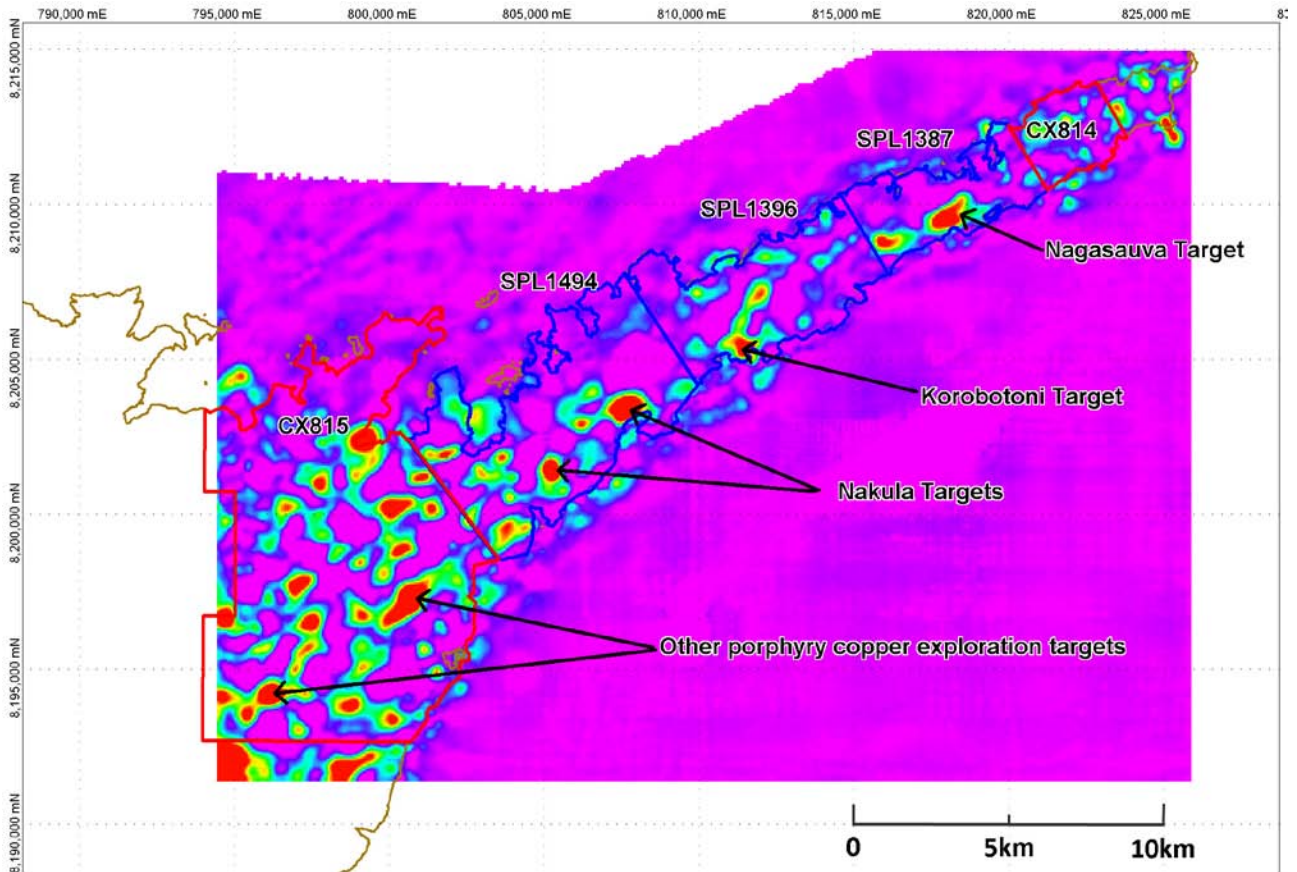 790,000 mE
795,000 mE
800,000 mE
805,000 mE
810,000 mE
815,000 mE
820,000 mE
825,000 mE
8,215,000 mN
8,210,000 mN
8,205,000 mN
8,200,000 mN
8,195,000 mN
8,190,000 mN
SPL1387
CX814
SPL1396
Nagasauva Target
SPL1494
Korobotoni Target
CX815
Nakula Targets
Other porphyry copper exploration targets
0
5km
10km